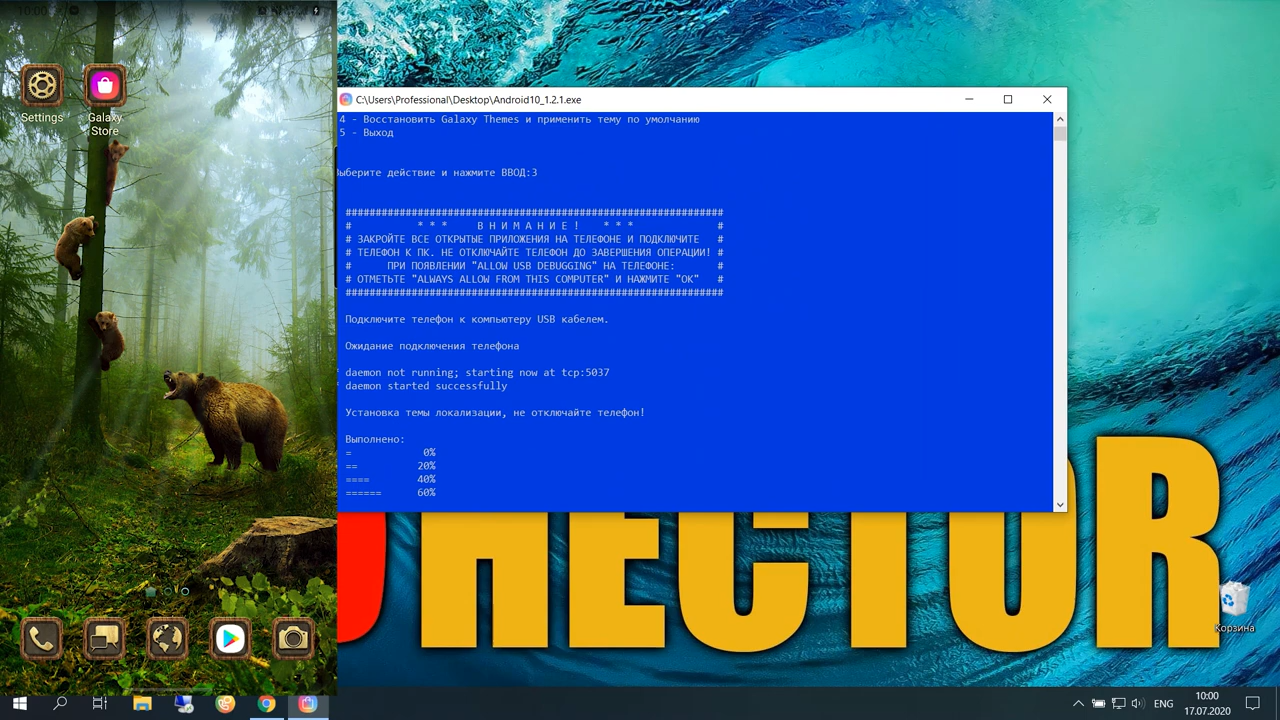 10:00
Settings
Galaxy
Store
C:\Users\Professional\Desktop\Android10_1.2.1.exe
4 - Восстановить Galaxy Themes и применить тему по умолчанию
5 - Выход
Выберите действие и нажмите ВВОД:3
###############################################################
# * * * В Н И М А Н И Е ! * * * #
# ЗАКРОЙТЕ ВСЕ ОТКРЫТЫЕ ПРИЛОЖЕНИЯ НА ТЕЛЕФОНЕ И ПОДКЛЮЧИТЕ #
# ТЕЛЕФОН К ПК. НЕ ОТКЛЮЧАЙТЕ ТЕЛЕФОН ДО ЗАВЕРШЕНИЯ ОПЕРАЦИИ! #
# ПРИ ПОЯВЛЕНИИ "ALLOW USB DEBUGGING" НА ТЕЛЕФОНЕ: #
# ОТМЕТЬТЕ "ALWAYS ALLOW FROM THIS COMPUTER" И НАЖМИТЕ "ОК" #
###############################################################
Подключите телефон к компьютеру USB кабелем.
Ожидание подключения телефона
* daemon not running; starting now at tcp:5037
* daemon started successfully
Установка темы локализации, не отключайте телефон!
Выполнено:
= 0%
== 20%
==== 40%
====== 60%
HECTOR
Корзина
ENG
10:00
17.07.2020